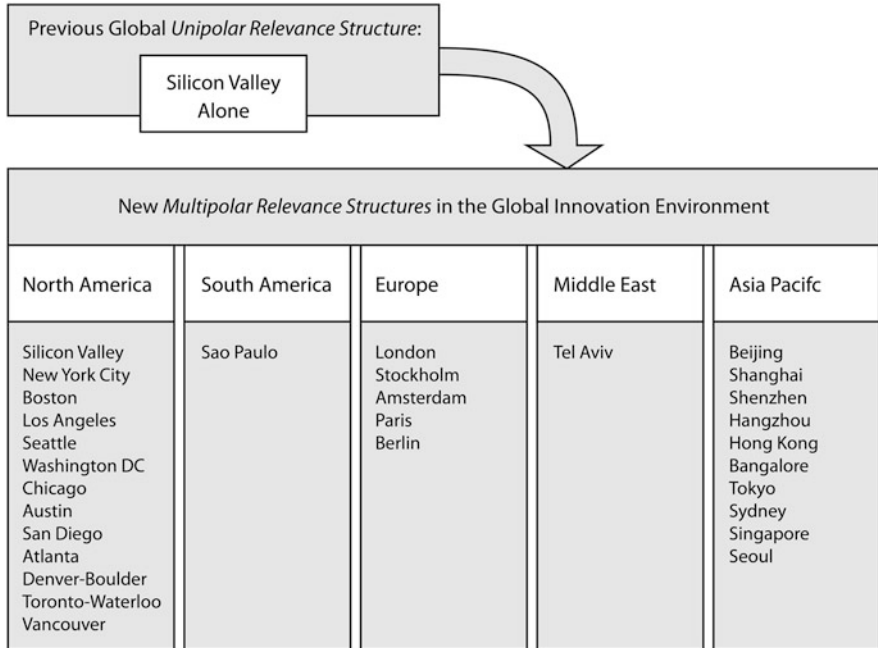 Previous Global Unipolar Relevance Structure:
Silicon Valley
Alone
New Multipolar Relevance Structures in the Global Innovation Environment
North America
South America
Europe
Middle East
Asia Pacifc
Silicon Valley
New York City
Boston
Los Angeles
Seattle
Washington DC
Chicago
Austin
San Diego
Atlanta
Denver-Boulder
Toronto-Waterloo
Vancouver
Sao Paulo
London
Stockholm
Amsterdam
Paris
Berlin
Tel Aviv
Beijing
Shanghai
Shenzhen
Hangzhou
Hong Kong
Bangalore
Tokyo
Sydney
Singapore
Seoul